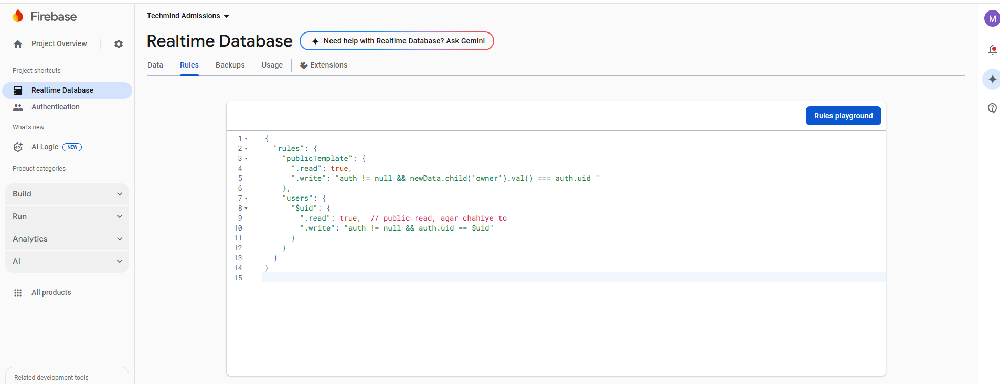 Firebase
Project Overview
Project shortcuts
Realtime Database
Authentication
What's new
AI Logic NEW
Product categories
Build
Run
Analytics
AI
All products
Related development tools
Techmind Admissions
Realtime Database
Need help with Realtime Database? Ask Gemini
Data Rules Backups Usage Extensions
Rules playground
1 {
2 "rules": {
3 "publicTemplate": {
4 ".read": true,
5 ".write": "auth != null && newData.child('owner').val() === auth.uid "
6 },
7 "users": {
8 "$uid": {
9 ".read": true,  // public read, agar chahiye to
10 ".write": "auth != null && auth.uid == $uid"
11 }
12 }
13 }
14 }
15
M